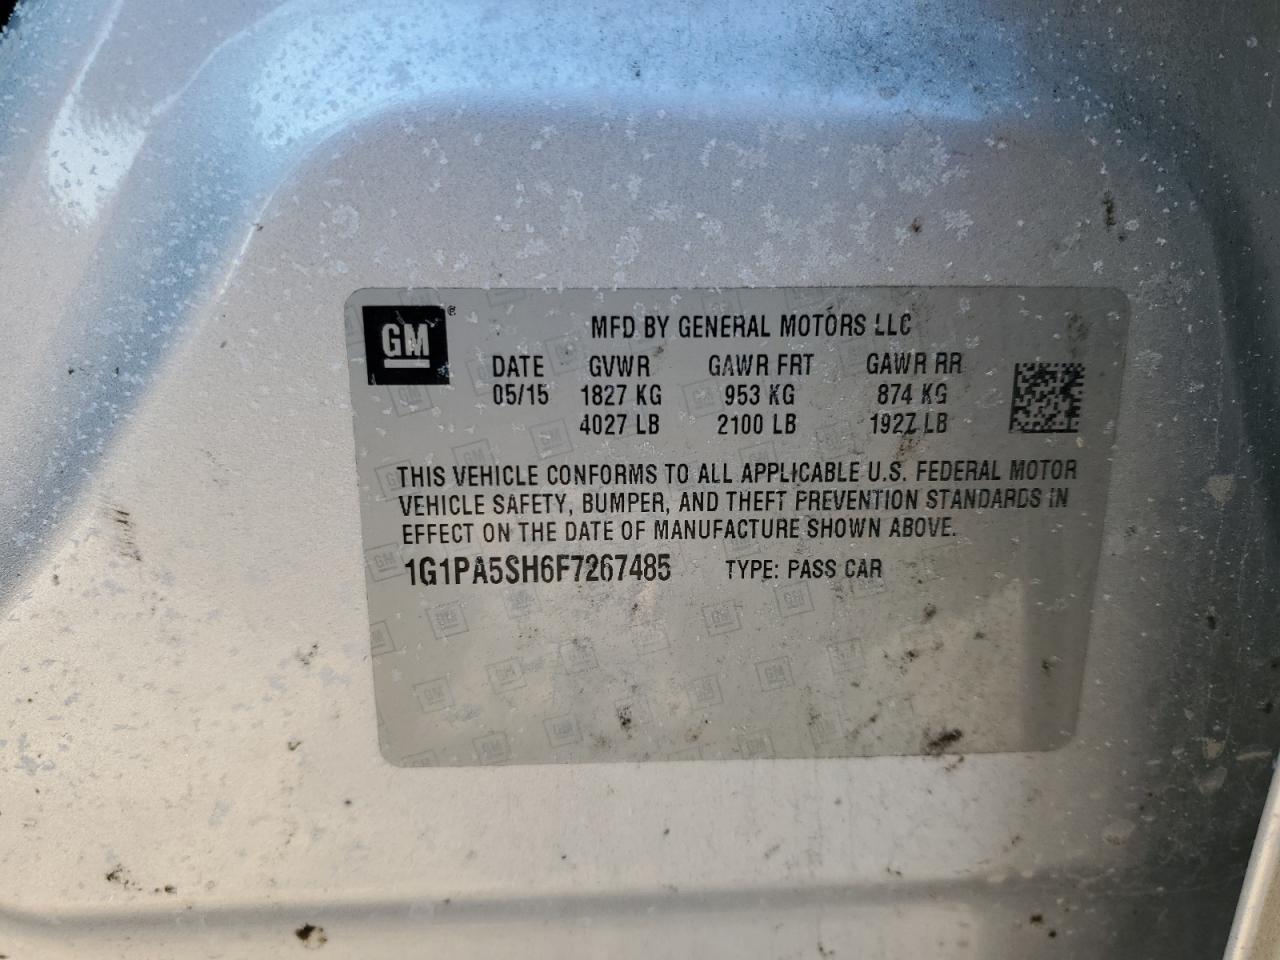 GM®
MFD BY GENERAL MOTORS LLC
DATE GVWR GAWR FRT GAWR RR
05/15 1827 KG 953 KG 874 KG
4027 LB 2100 LB 1927 LB
THIS VEHICLE CONFORMS TO ALL APPLICABLE U.S. FEDERAL MOTOR
VEHICLE SAFETY, BUMPER, AND THEFT PREVENTION STANDARDS IN
EFFECT ON THE DATE OF MANUFACTURE SHOWN ABOVE.
1G1PA5SH6F7267485 TYPE: PASS CAR